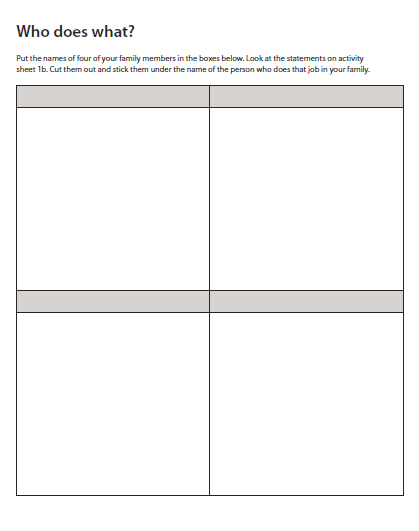 Who does what?
Put the names of four of your family members in the boxes below. Look at the statements on activity
sheet 1b. Cut them out and stick them under the name of the person who does that job in your family.